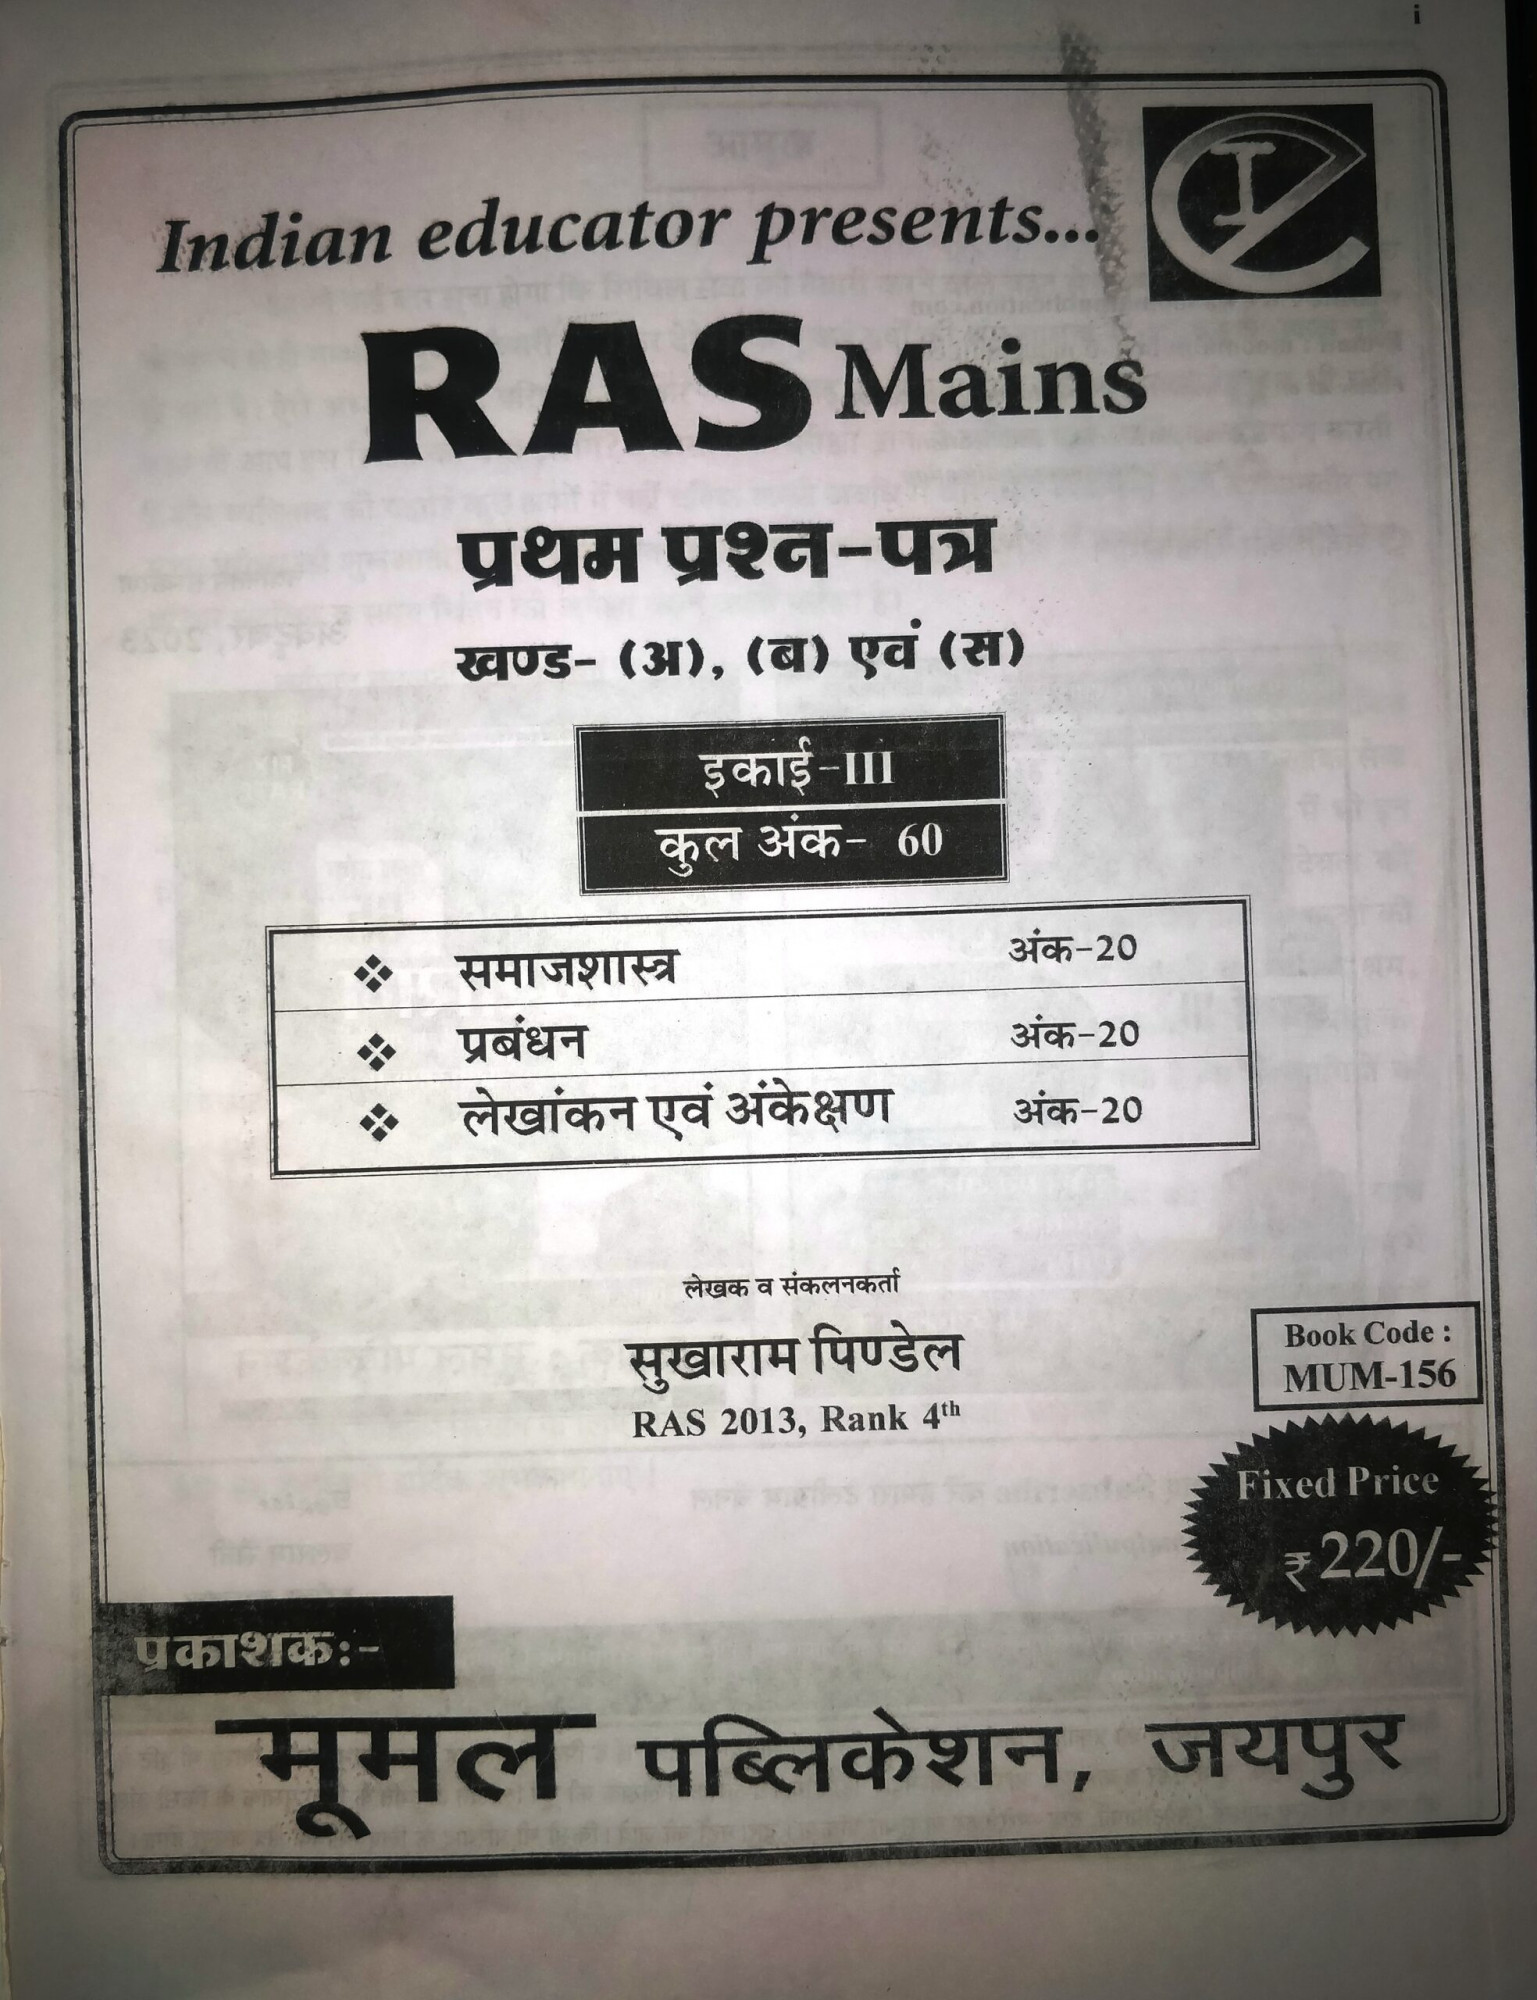 i
Indian educator presents...
RAS Mains
प्रथम प्रश्न-पत्र
खण्ड- (अ), (ब) एवं (स)
इकाई-III
कुल अंक- 60
❖ समाजशास्त्र अंक-20
❖ प्रबंधन अंक-20
❖ लेखांकन एवं अंकेक्षण अंक-20
लेखक व संकलनकर्ता
सुखाराम पिण्डेल
RAS 2013, Rank 4th
Book Code :
MUM-156
Fixed Price
₹220/-
प्रकाशक:-
मूमल पब्लिकेशन, जयपुर